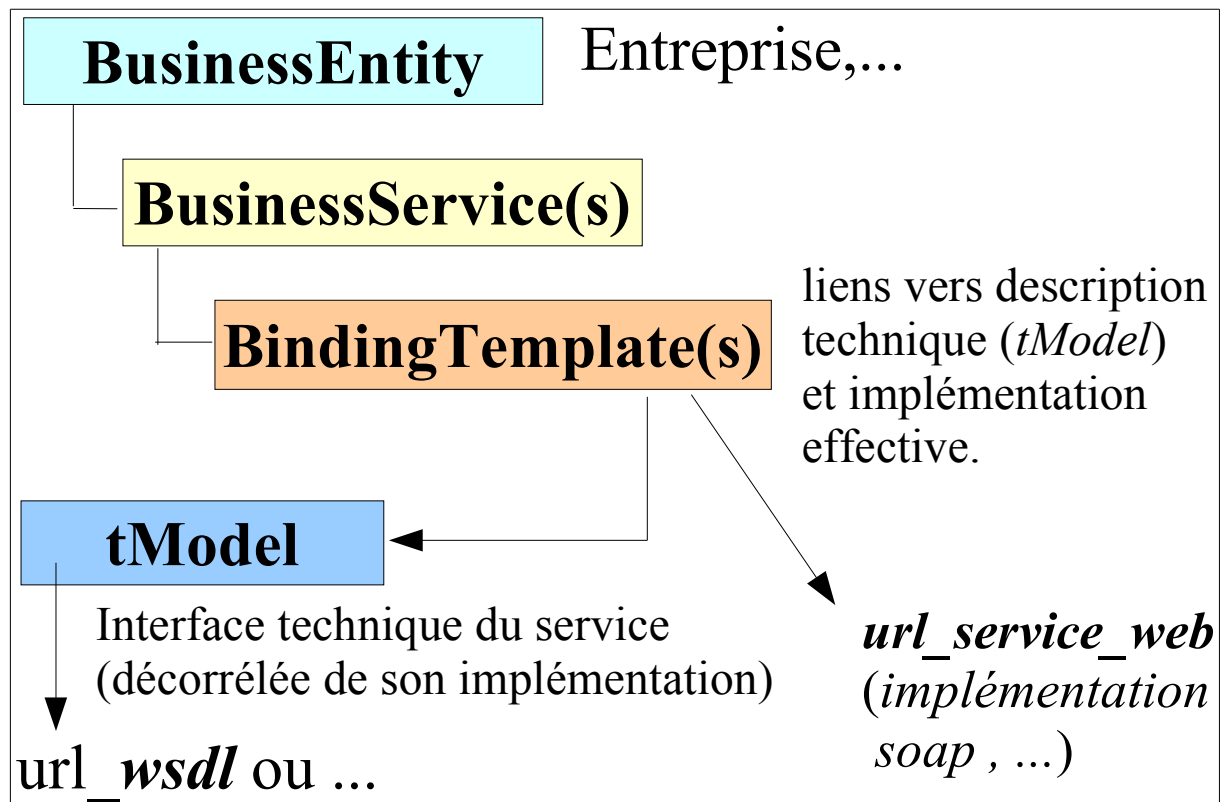 BusinessEntity
Entreprise,...
BusinessService(s)
BindingTemplate(s)
liens vers description
technique (tModel)
et implémentation
effective.
tModel
Interface technique du service
(décorrélée de son implémentation)
url_wsdl ou ...
url_service_web
(implémentation
soap , ...)